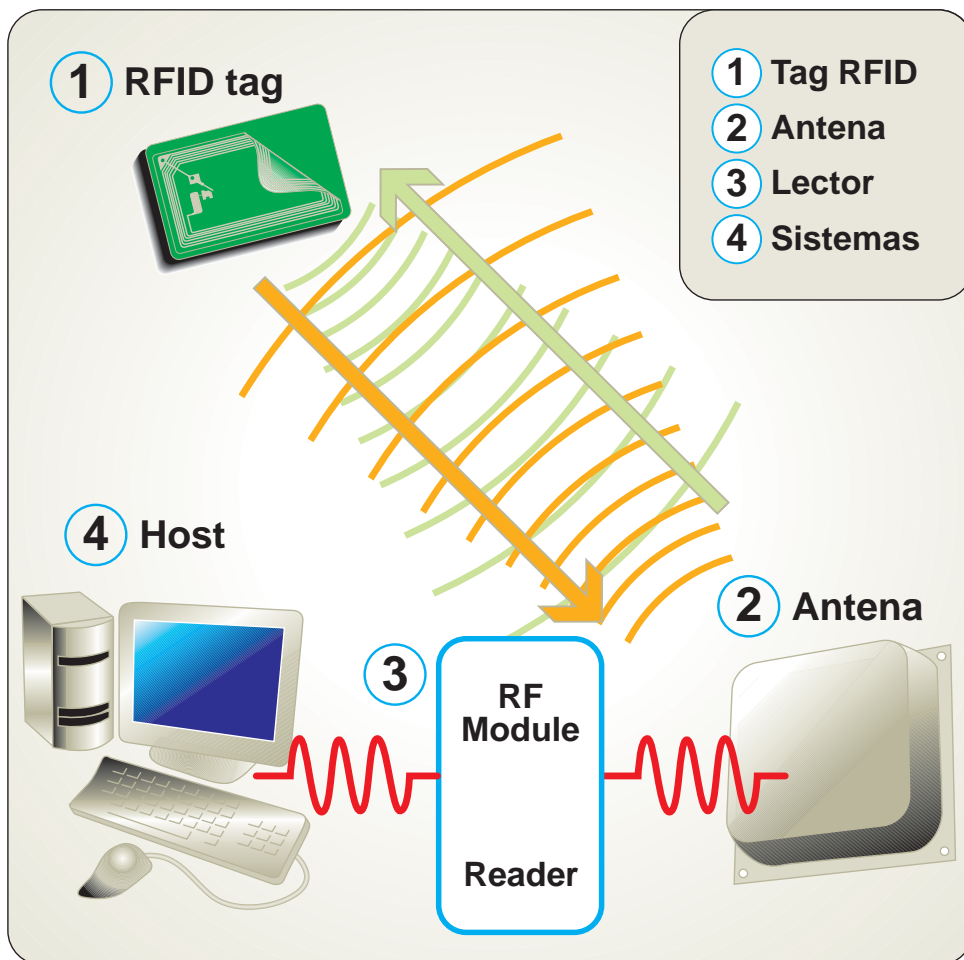 1 RFID tag
1 Tag RFID
2 Antena
3 Lector
4 Sistemas
4 Host
2 Antena
3
RF
Module
Reader